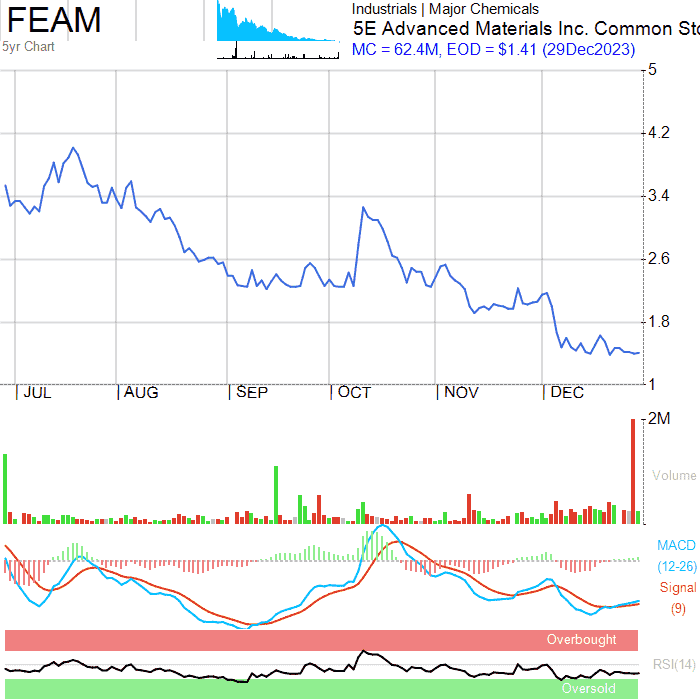 FEAM
5yr Chart
Industrials | Major Chemicals
5E Advanced Materials Inc. Common Sto
MC = 62.4M, EOD = $1.41 (29Dec2023)
5
4.2
3.4
2.6
1.8
1
JUL AUG SEP OCT NOV DEC
2M
Volume
MACD
(12-26)
Signal
(9)
Overbought
RSI(14)
Oversold